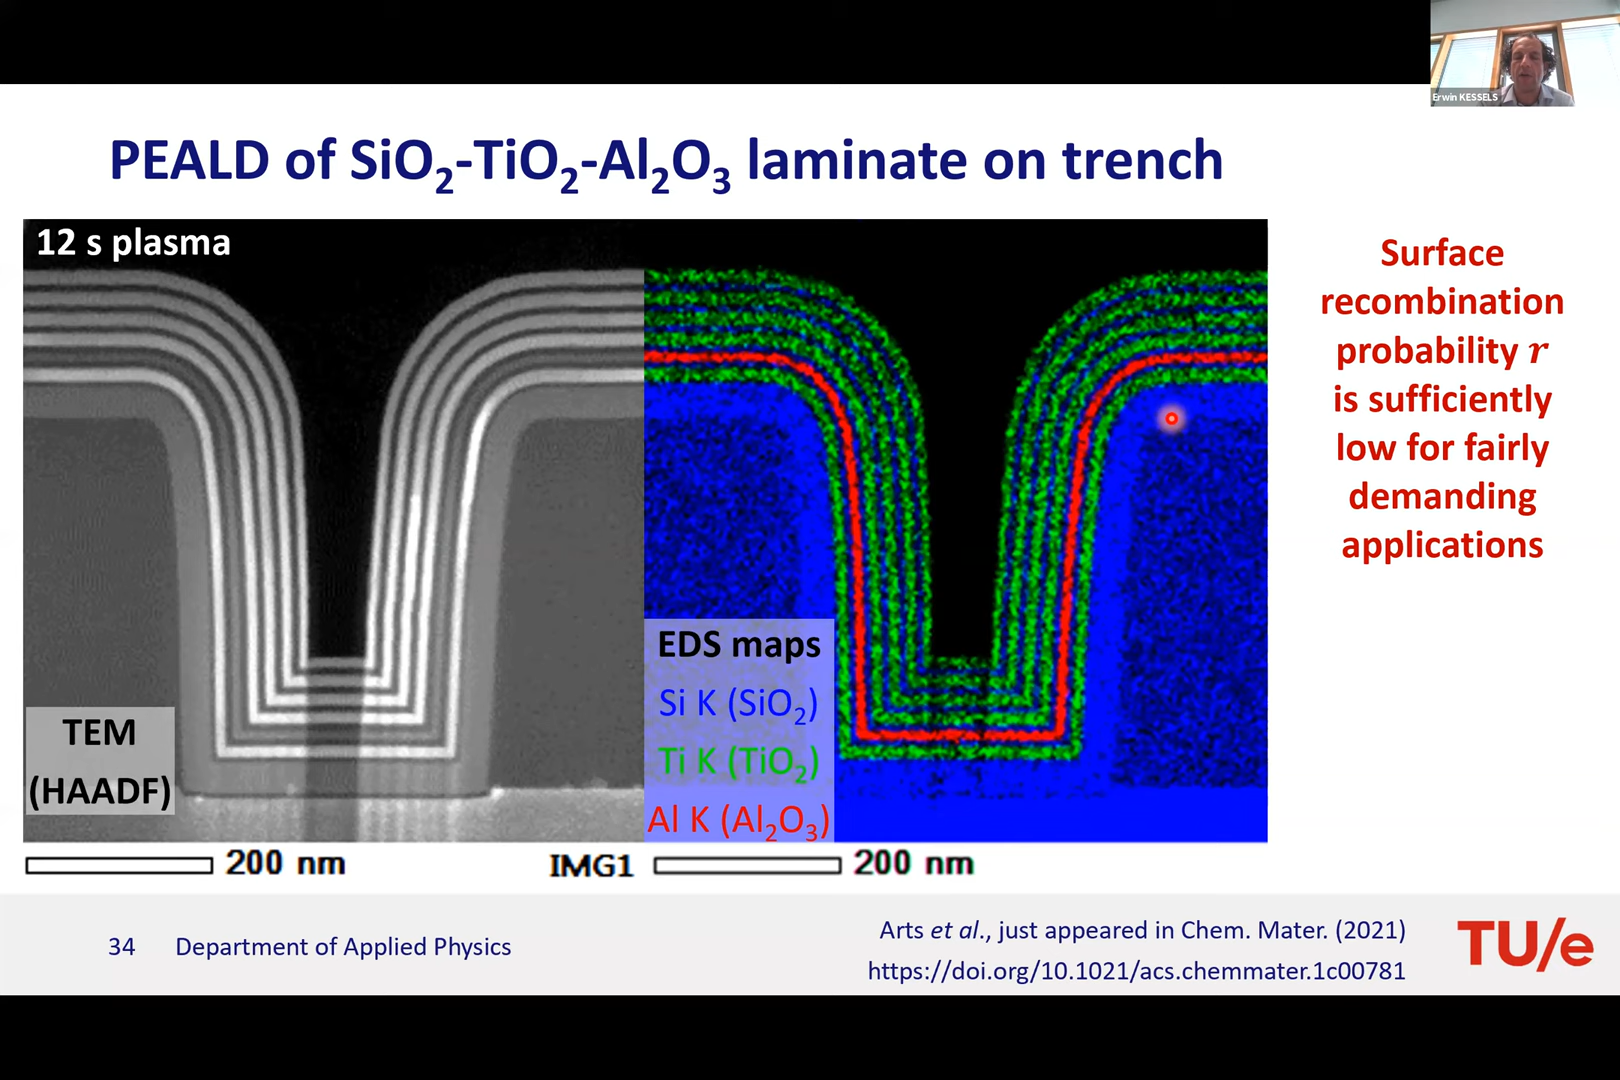 Erwin KESSELS
PEALD of SiO₂-TiO₂-Al₂O₃ laminate on trench
12 s plasma
TEM
(HAADF)
EDS maps
Si K (SiO₂)
Ti K (TiO₂)
Al K (Al₂O₃)
200 nm
IMG1
200 nm
Surface
recombination
probability r
is sufficiently
low for fairly
demanding
applications
34 Department of Applied Physics
Arts et al., just appeared in Chem. Mater. (2021)
https://doi.org/10.1021/acs.chemmater.1c00781
TU/e